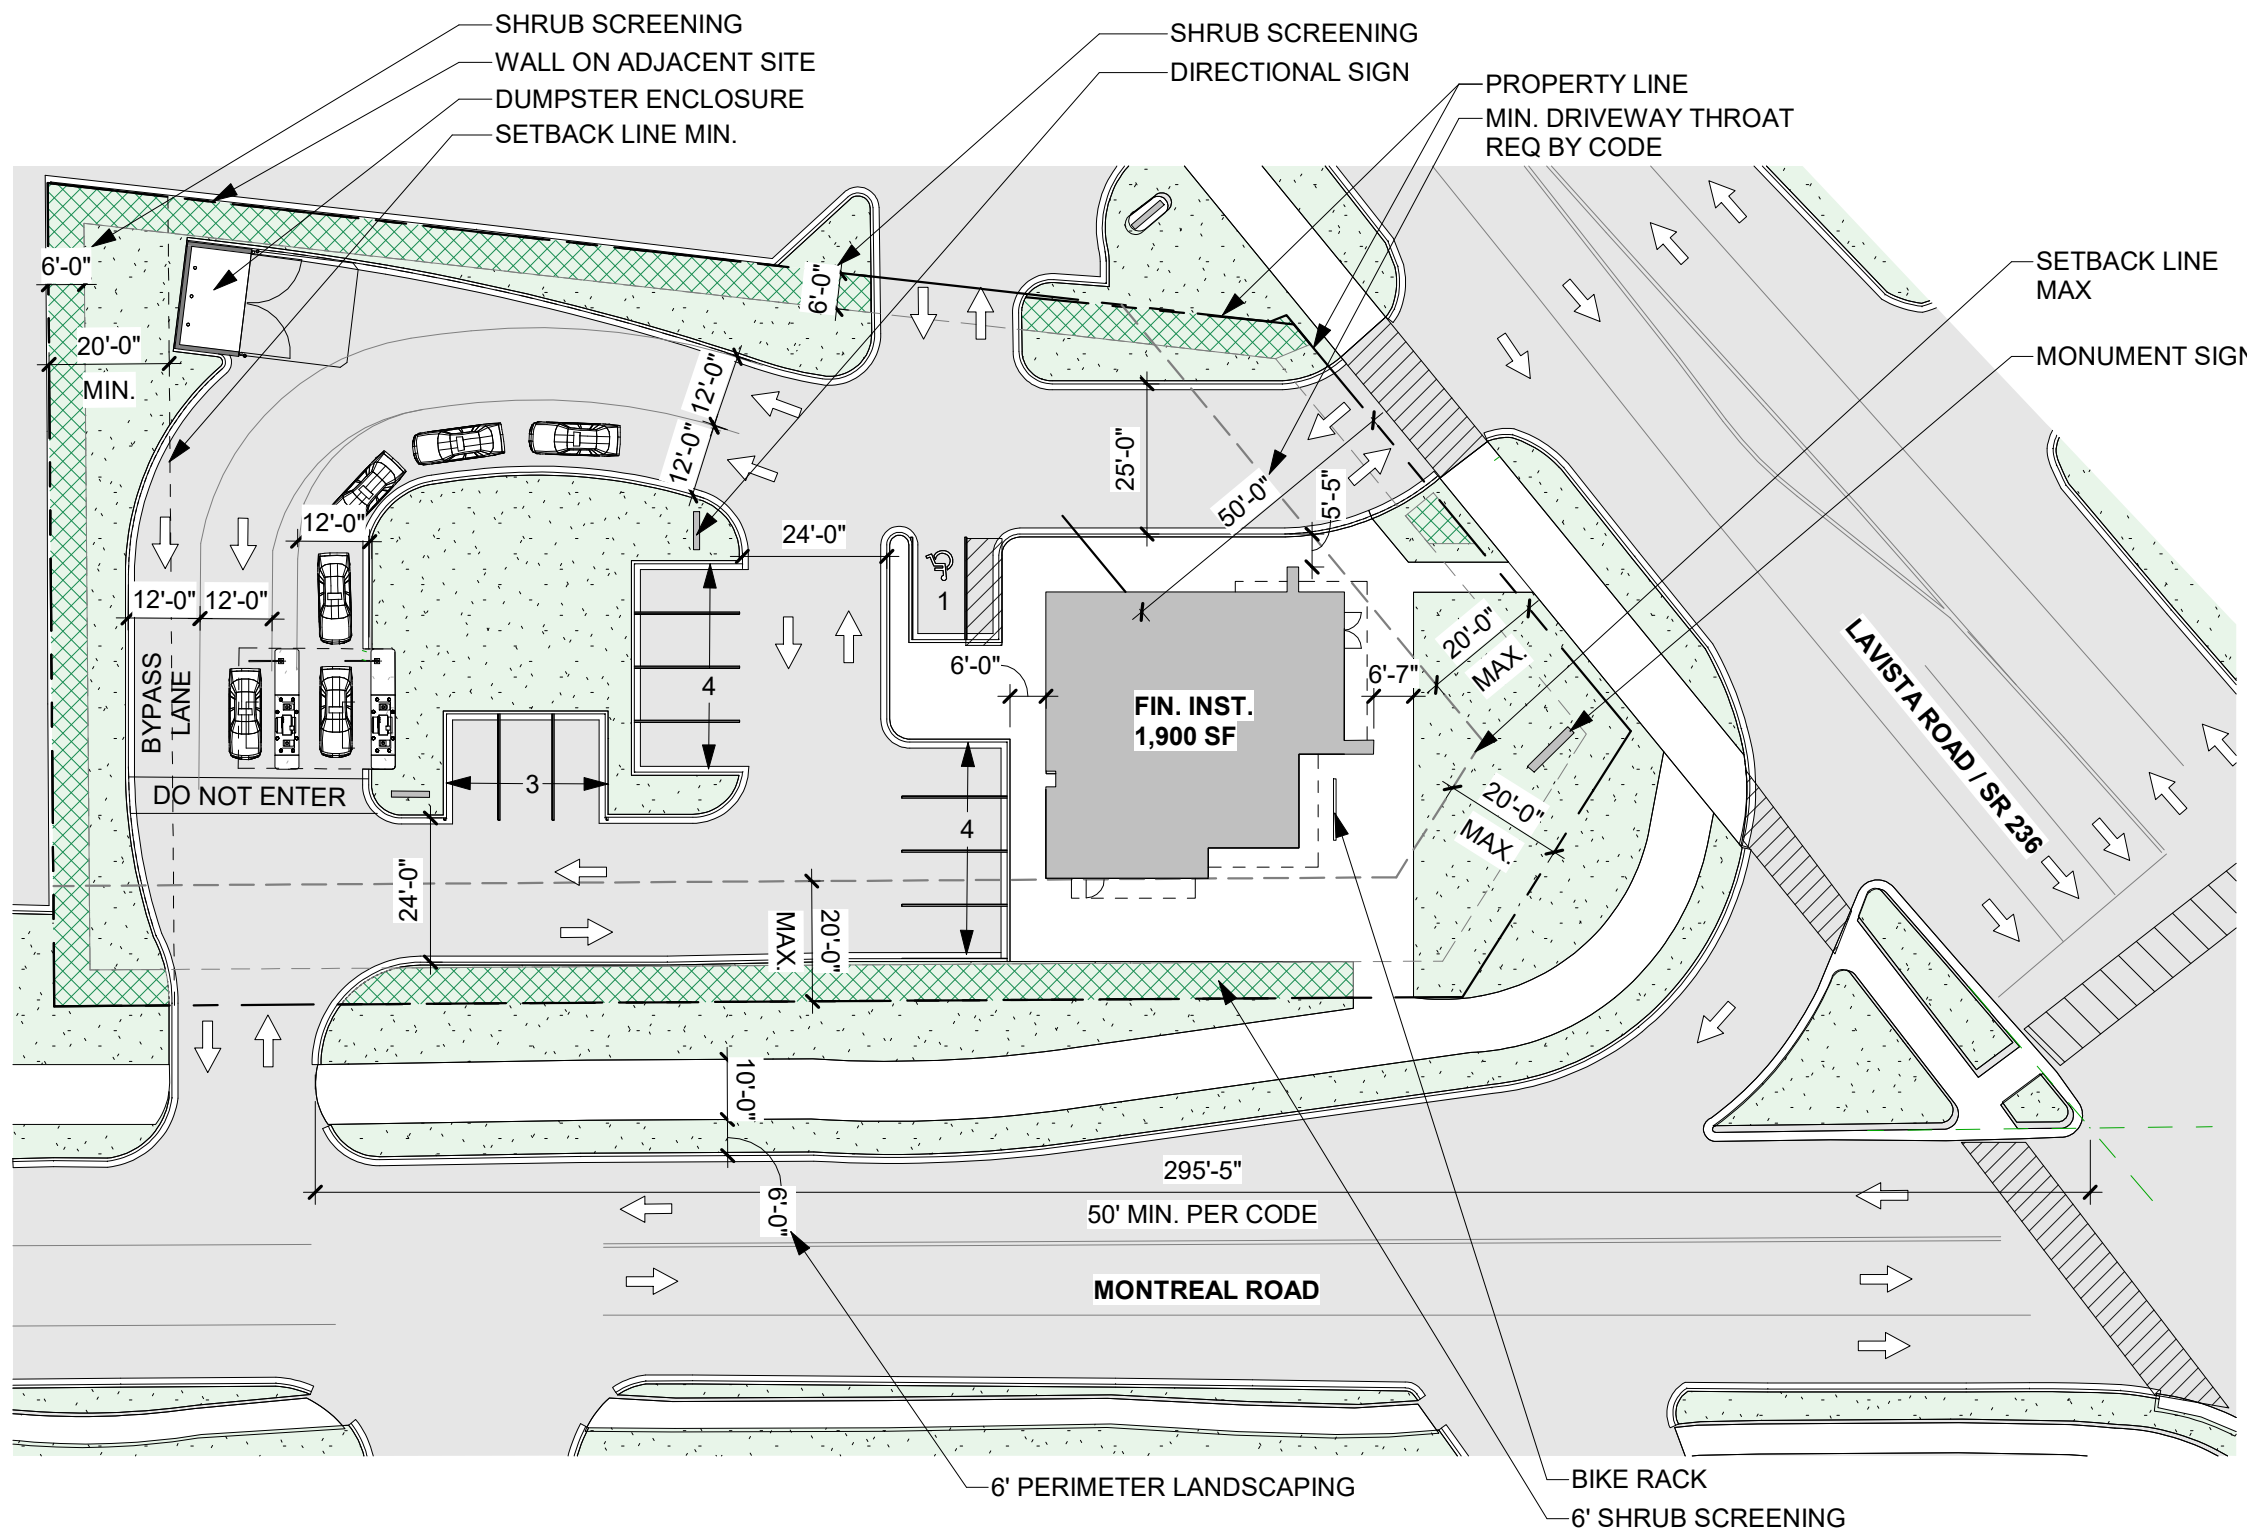 SHRUB SCREENING
WALL ON ADJACENT SITE
DUMPSTER ENCLOSURE
SETBACK LINE MIN.
SHRUB SCREENING
DIRECTIONAL SIGN
PROPERTY LINE
MIN. DRIVEWAY THROAT
REQ BY CODE
SETBACK LINE
MAX
MONUMENT SIGN
6'-0"
20'-0"
MIN.
6'-0"
12'-0"
12'-0"
12'-0"
25'-0"
50'-0"
5'-5"
24'-0"
12'-0"
12'-0"
1
4
6'-0"
6'-7"
20'-0"
MAX.
BYPASS
LANE
FIN. INST.
1,900 SF
LAVISTA ROAD / SR 236
DO NOT ENTER
3
4
20'-0"
MAX.
24'-0"
20'-0"
MAX.
10'-0"
6'-0"
295'-5"
50' MIN. PER CODE
MONTREAL ROAD
6' PERIMETER LANDSCAPING
BIKE RACK
6' SHRUB SCREENING